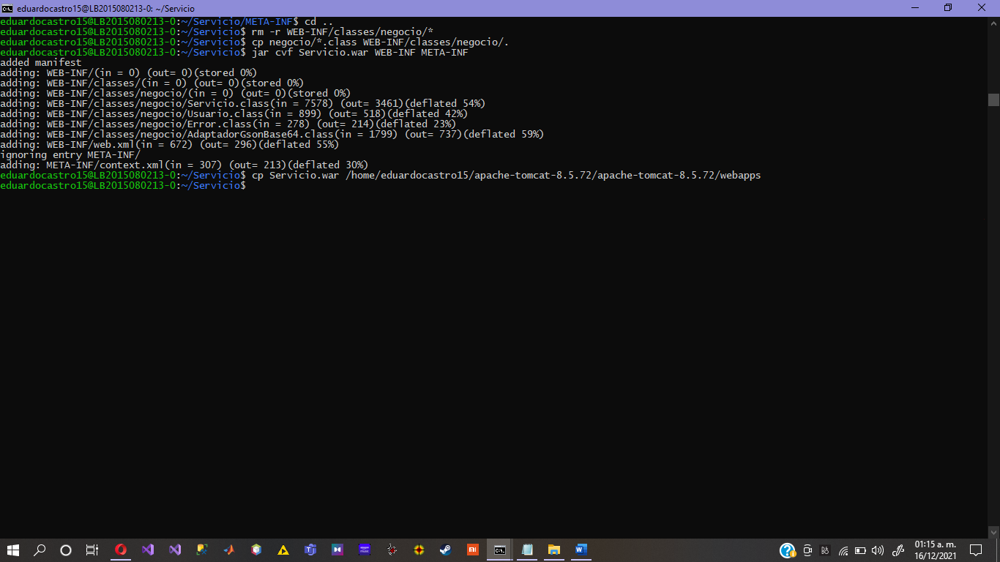 eduardocastro15@LB2015080213-0: ~/Servicio
eduardocastro15@LB2015080213-0:~/Servicio/META-INF$ cd ..
eduardocastro15@LB2015080213-0:~/Servicio$ rm -r WEB-INF/classes/negocio/*
eduardocastro15@LB2015080213-0:~/Servicio$ cp negocio/*.class WEB-INF/classes/negocio/.
eduardocastro15@LB2015080213-0:~/Servicio$ jar cvf Servicio.war WEB-INF META-INF
added manifest
adding: WEB-INF/(in = 0) (out= 0)(stored 0%)
adding: WEB-INF/classes/(in = 0) (out= 0)(stored 0%)
adding: WEB-INF/classes/negocio/(in = 0) (out= 0)(stored 0%)
adding: WEB-INF/classes/negocio/Servicio.class(in = 7578) (out= 3461)(deflated 54%)
adding: WEB-INF/classes/negocio/Usuario.class(in = 899) (out= 518)(deflated 42%)
adding: WEB-INF/classes/negocio/Error.class(in = 278) (out= 214)(deflated 23%)
adding: WEB-INF/classes/negocio/AdaptadorGsonBase64.class(in = 1799) (out= 737)(deflated 59%)
adding: WEB-INF/web.xml(in = 672) (out= 296)(deflated 55%)
ignoring entry META-INF/
adding: META-INF/context.xml(in = 307) (out= 213)(deflated 30%)
eduardocastro15@LB2015080213-0:~/Servicio$ cp Servicio.war /home/eduardocastro15/apache-tomcat-8.5.72/apache-tomcat-8.5.72/webapps
eduardocastro15@LB2015080213-0:~/Servicio$
01:15 a. m.
16/12/2021